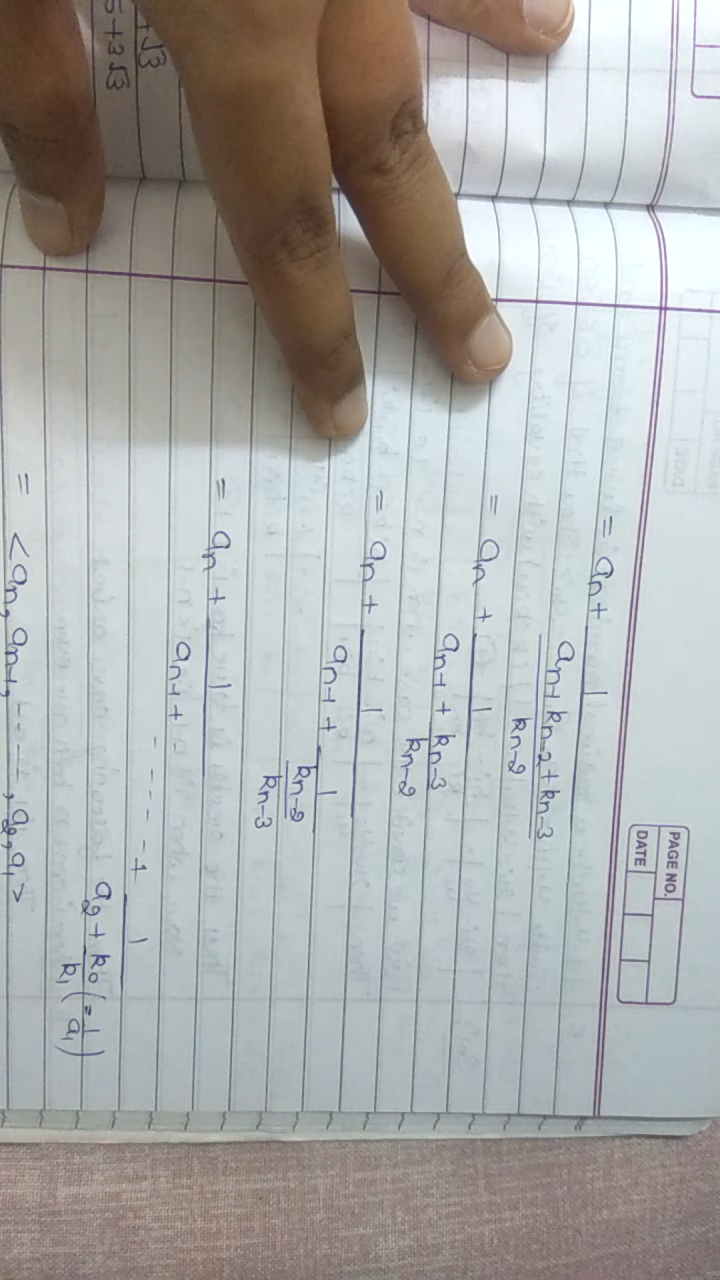 PAGE NO.
DATE
= an + 1
an-1 kn-2 + kn-3
kn-2
= an + 1
an-1 + kn-3
kn-2
= an + 1
an-1 + 1
kn-2
kn-3
= an + 1
an-1 +
- - - - - + 1
a2 + k0 (= 1
k1 a1)
= <an, an-1, - - - -, a2, a1>
+√3
5+3√3